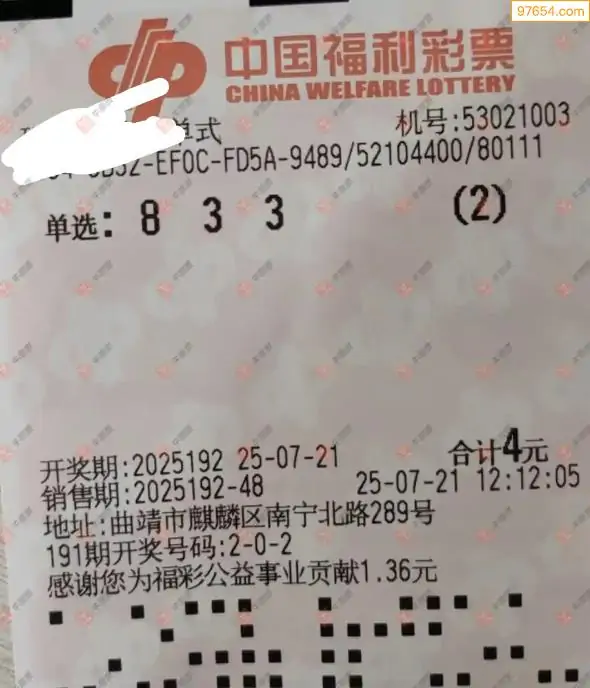 97654.com
中国福利彩票
CHINA WELFARE LOTTERY
单式 机号:53021003
-EF0C-FD5A-9489/52104400/80111
单选: 8 3 3 (2)
开奖期:2025192 25-07-21 合计4元
销售期:2025192-48 25-07-21 12:12:05
地址:曲靖市麒麟区南宁北路289号
191期开奖号码:2-0-2
感谢您为福彩公益事业贡献1.36元